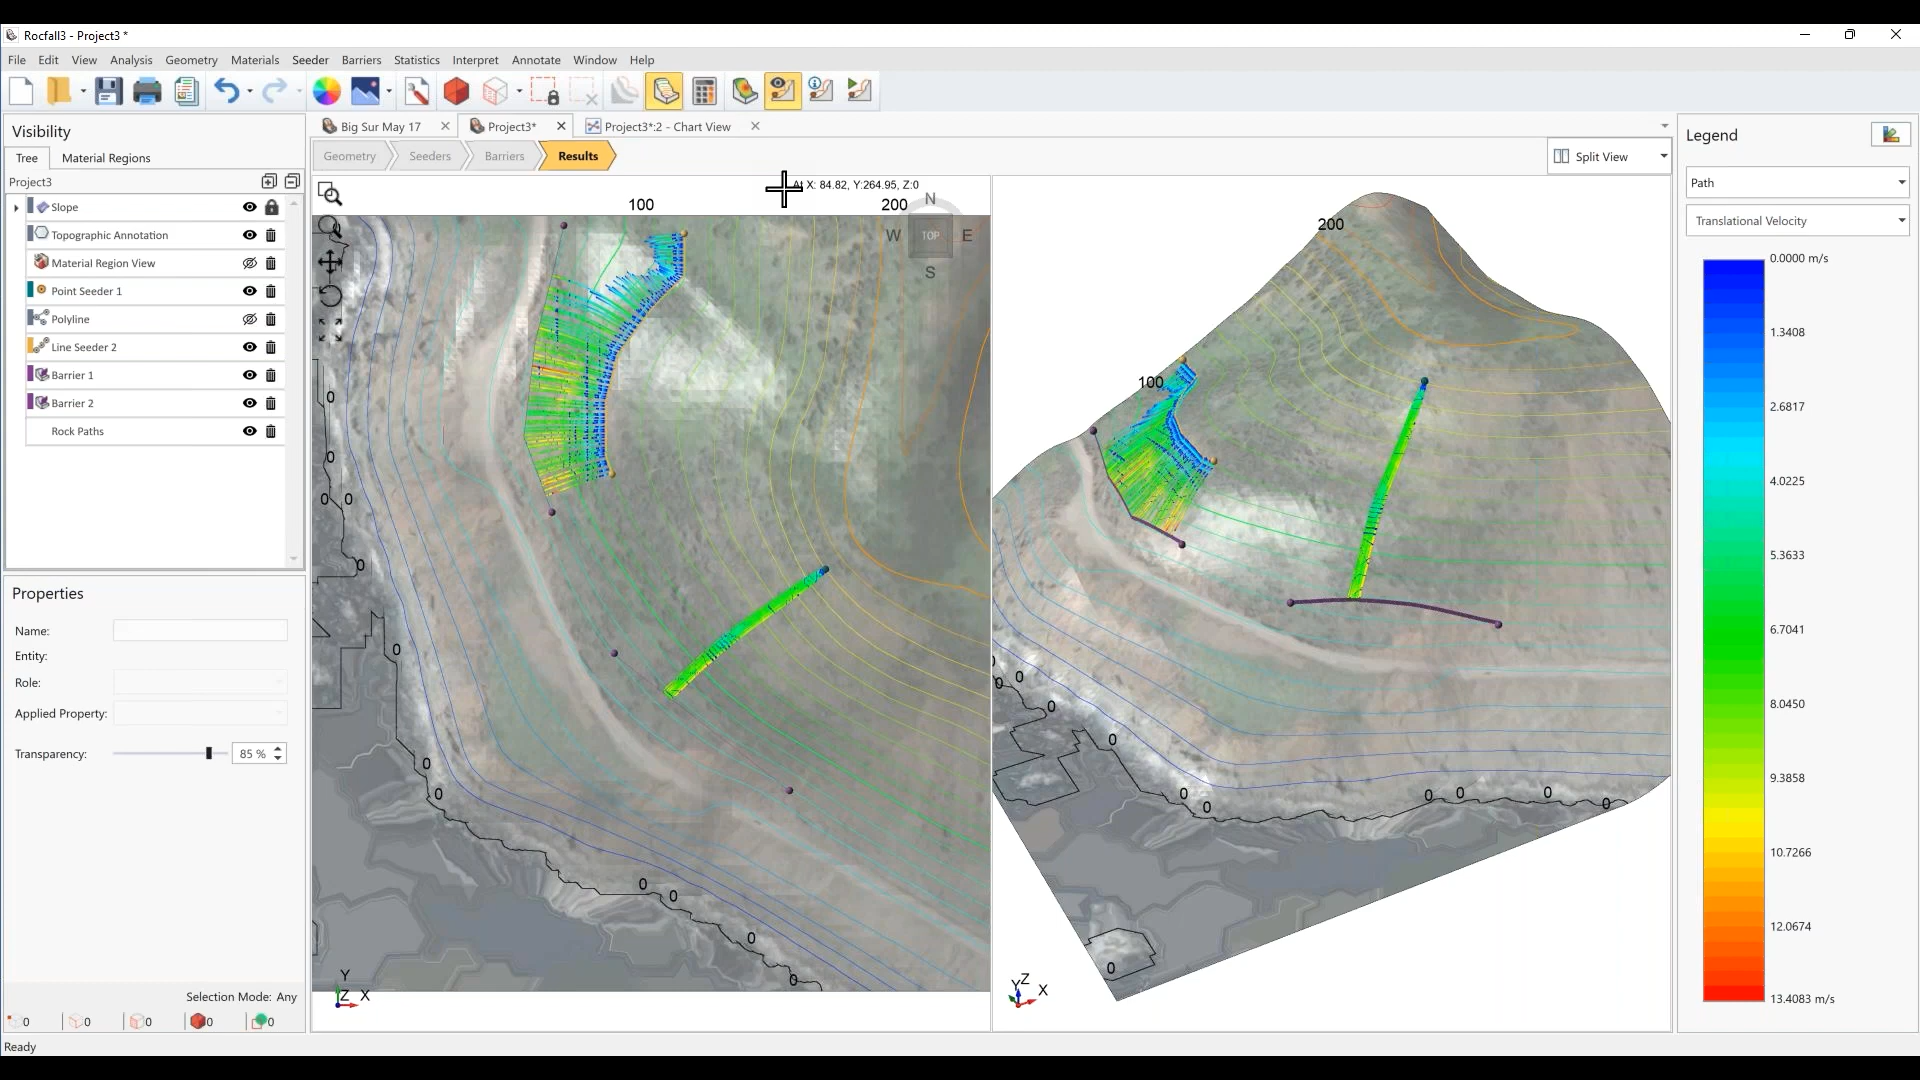 Rocfall3 - Project3 *
File Edit View Analysis Geometry Materials Seeder Barriers Statistics Interpret Annotate Window Help
Visibility
Tree Material Regions
Project3
Slope
Topographic Annotation
Material Region View
Point Seeder 1
Polyline
Line Seeder 2
Barrier 1
Barrier 2
Rock Paths
Properties
Name:
Entity:
Role:
Applied Property:
Transparency: 85 %
Selection Mode: Any
0 0 0 0 0
Ready
Big Sur May 17 Project3* Project3*:2 - Chart View
Geometry Seeders Barriers Results
Split View
At X: 84.82, Y:264.95, Z:0
100 200
N
W TOP E
S
0
0
0 0
0
0
0
0
0
0
0
0
Y
Z X
200
100
0
0
0
0
0
0
0
0
0
0
0
Z
Y X
Legend
Path
Translational Velocity
0.0000 m/s
1.3408
2.6817
4.0225
5.3633
6.7041
8.0450
9.3858
10.7266
12.0674
13.4083 m/s